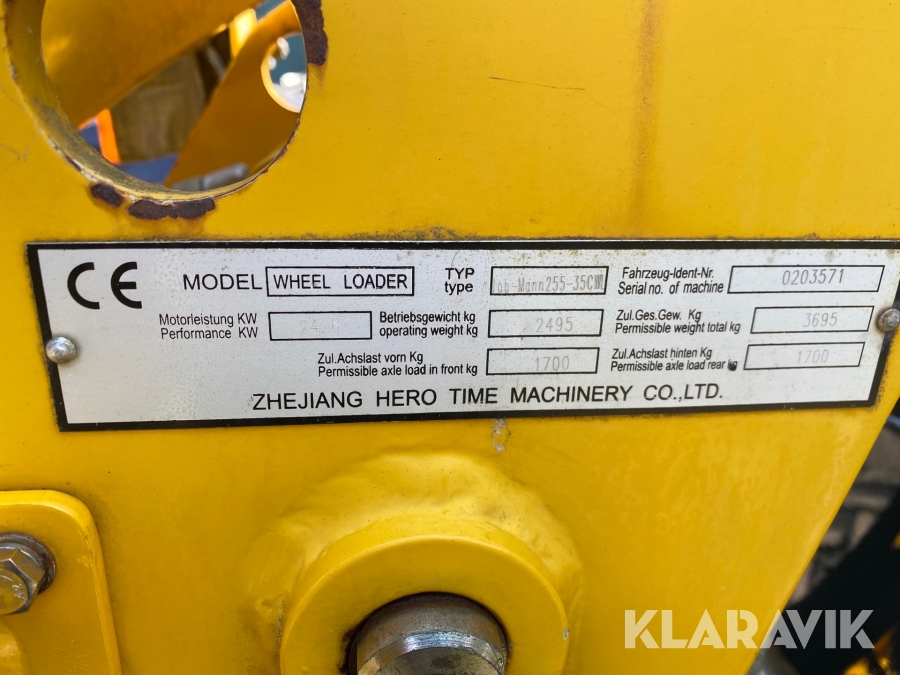 CE MODEL WHEEL LOADER TYP type Job-Mann255-35CW Fahrzeug-Ident-Nr. Serial no. of machine 0203571
Motorleistung KW Performance KW Betriebsgewicht kg operating weight kg 2495 Zul.Ges.Gew. Kg Permissible weight total kg 3695
Zul.Achslast vorn Kg Permissible axle load in front kg 1700 Zul.Achslast hinten Kg Permissible axle load rear kg 1700
ZHEJIANG HERO TIME MACHINERY CO.,LTD.
KLARAVIK